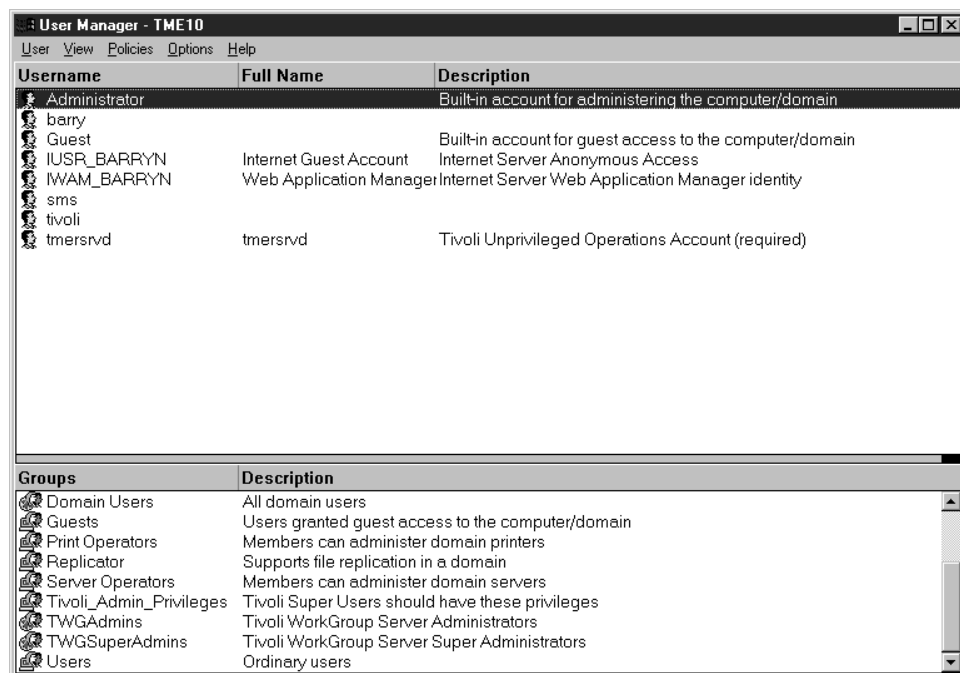 User Manager - TME10
User View Policies Options Help
Username Full Name Description
Administrator Built-in account for administering the computer/domain
barry
Guest Built-in account for guest access to the computer/domain
IUSR_BARRYN Internet Guest Account Internet Server Anonymous Access
IWAM_BARRYN Web Application Manager Internet Server Web Application Manager identity
sms
tivoli
tmersrvd tmersrvd Tivoli Unprivileged Operations Account (required)
Groups Description
Domain Users All domain users
Guests Users granted guest access to the computer/domain
Print Operators Members can administer domain printers
Replicator Supports file replication in a domain
Server Operators Members can administer domain servers
Tivoli_Admin_Privileges Tivoli Super Users should have these privileges
TWGAdmins Tivoli WorkGroup Server Administrators
TWGSuperAdmins Tivoli WorkGroup Server Super Administrators
Users Ordinary users